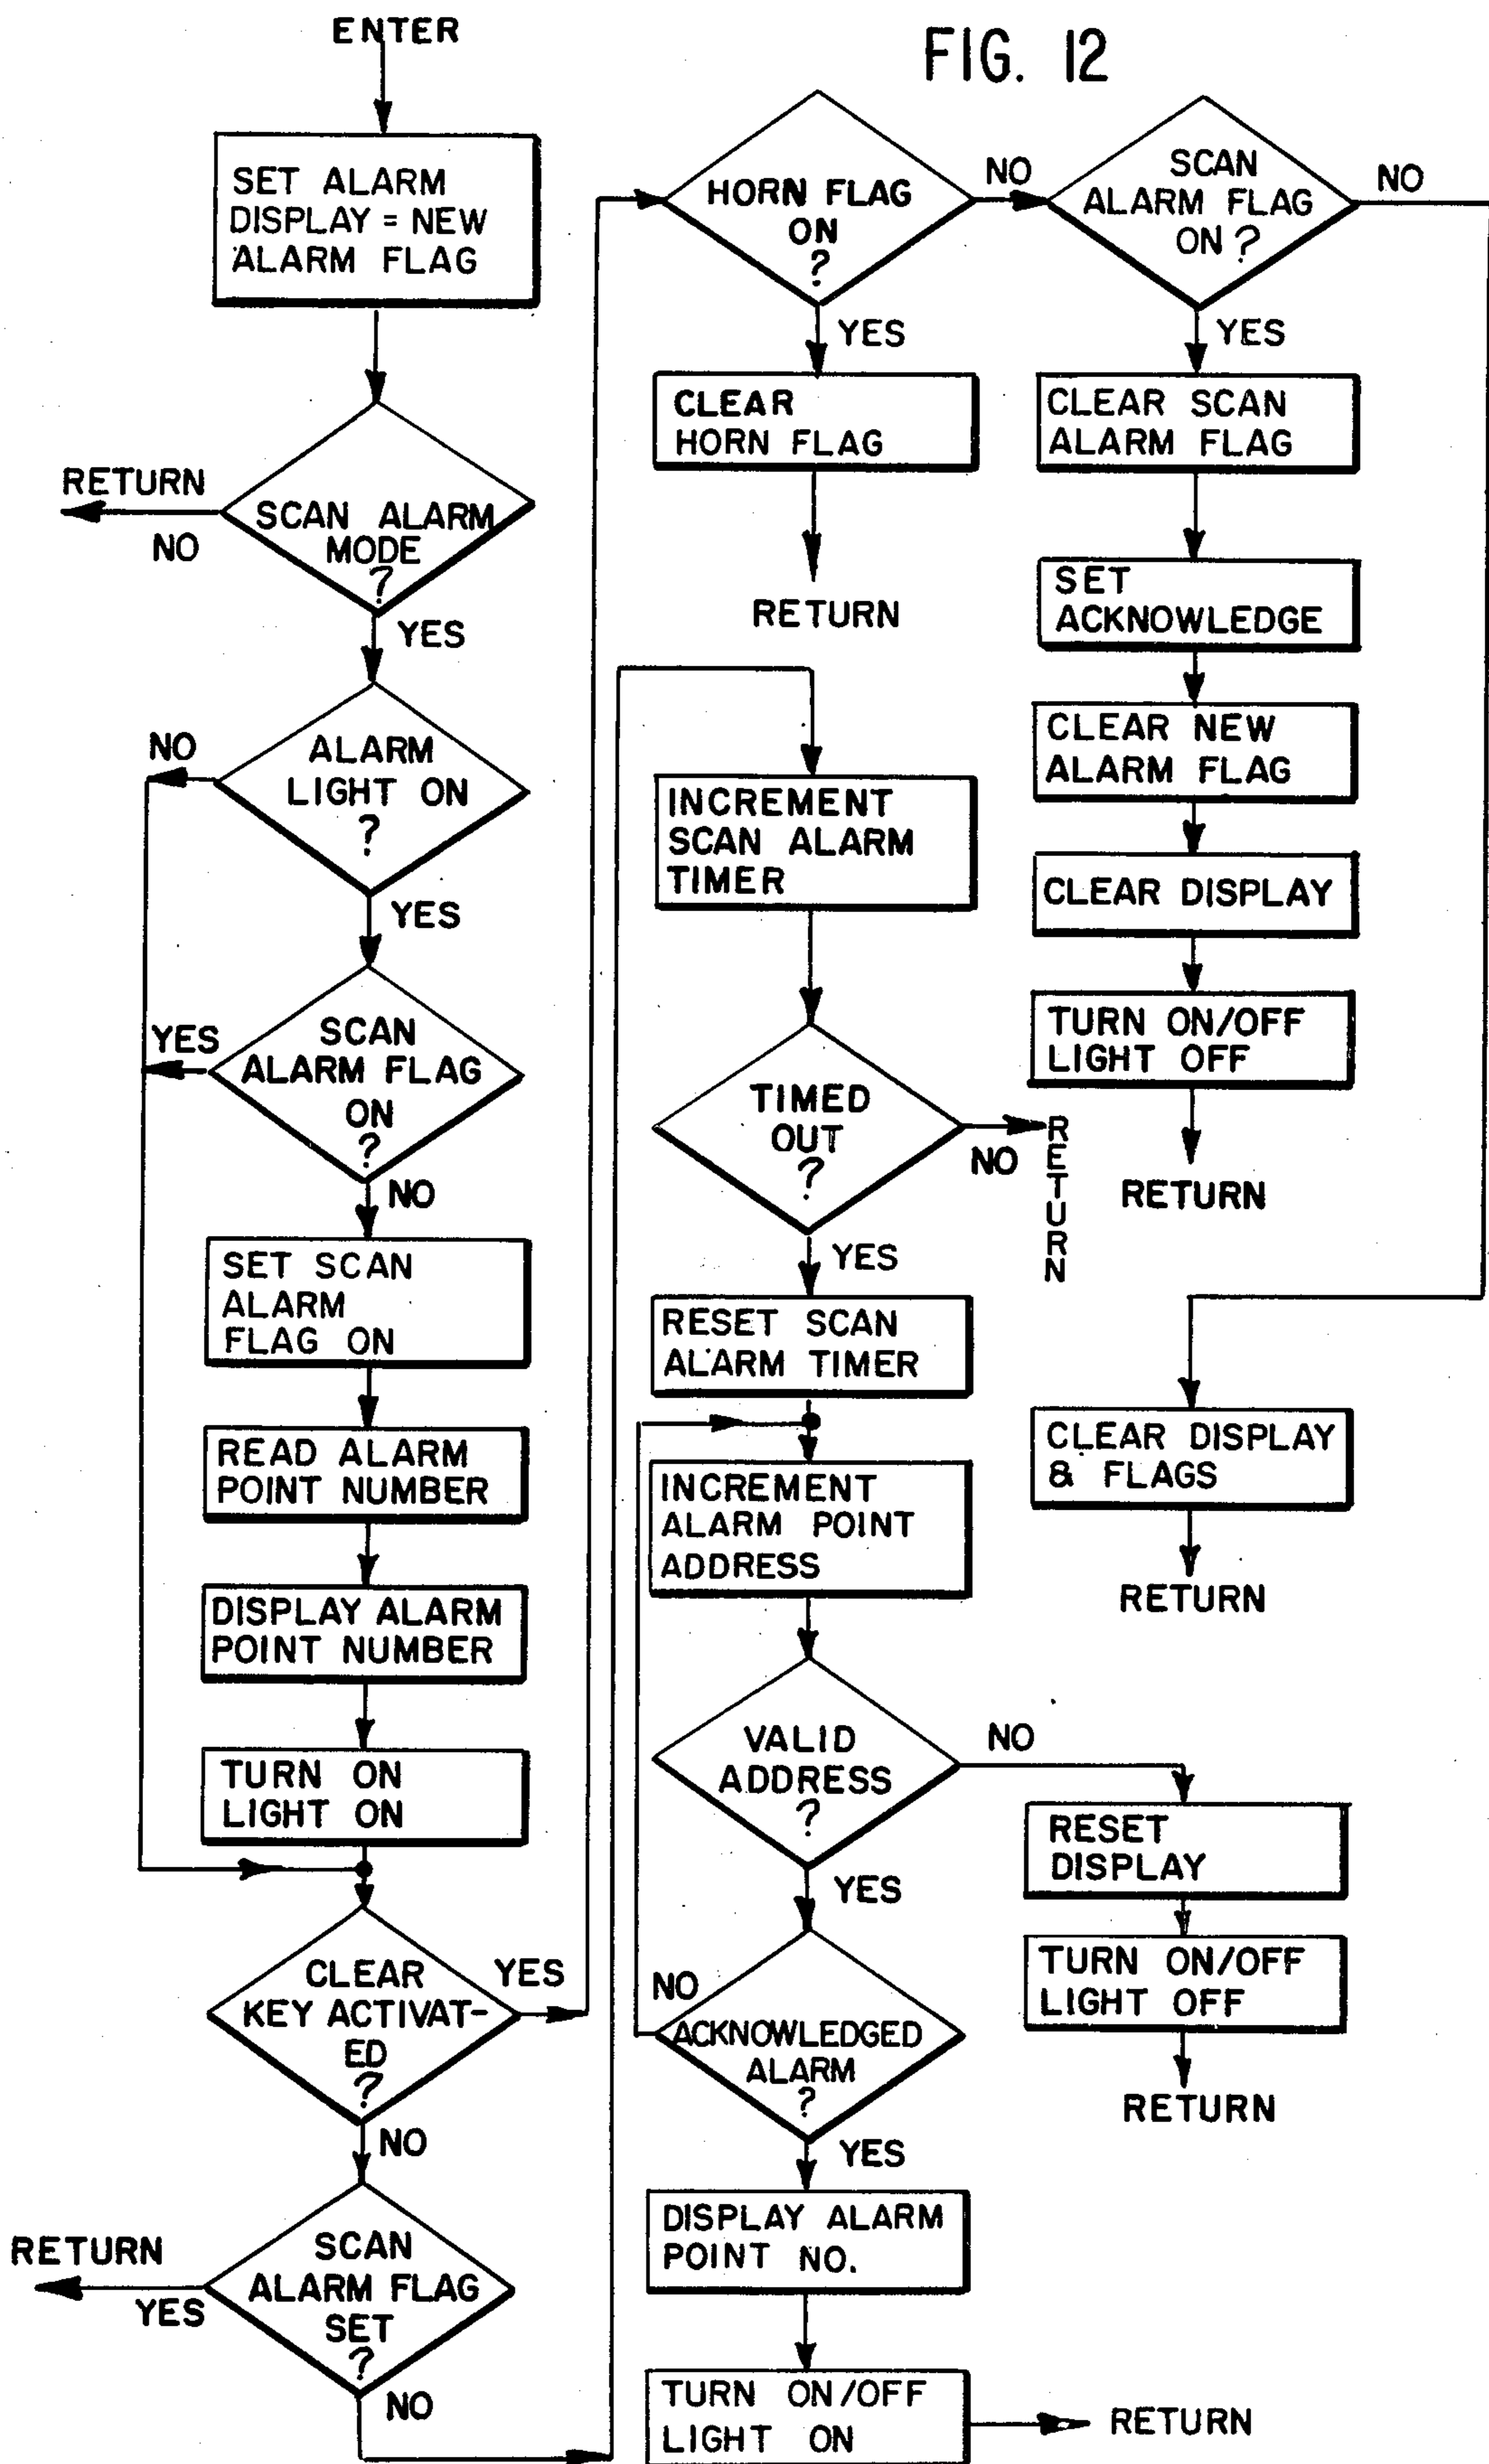 FIG. 12
ENTER
SET ALARM
DISPLAY = NEW
ALARM FLAG
RETURN
NO
SCAN ALARM
MODE
?
YES
NO
ALARM
LIGHT ON
?
YES
YES
SCAN
ALARM FLAG
ON
?
NO
SET SCAN
ALARM
FLAG ON
READ ALARM
POINT NUMBER
DISPLAY ALARM
POINT NUMBER
TURN ON
LIGHT ON
CLEAR
KEY ACTIVAT-
ED
?
YES
NO
RETURN
YES
SCAN
ALARM FLAG
SET
?
NO
HORN FLAG
ON
?
NO
YES
CLEAR
HORN FLAG
RETURN
INCREMENT
SCAN ALARM
TIMER
TIMED
OUT
?
NO
RETURN
YES
RESET SCAN
ALARM TIMER
INCREMENT
ALARM POINT
ADDRESS
VALID
ADDRESS
?
NO
YES
NO
ACKNOWLEDGED
ALARM
?
YES
DISPLAY ALARM
POINT NO.
TURN ON/OFF
LIGHT ON
RETURN
SCAN
ALARM FLAG
ON ?
NO
YES
CLEAR SCAN
ALARM FLAG
SET
ACKNOWLEDGE
CLEAR NEW
ALARM FLAG
CLEAR DISPLAY
TURN ON/OFF
LIGHT OFF
RETURN
CLEAR DISPLAY
& FLAGS
RETURN
RESET
DISPLAY
TURN ON/OFF
LIGHT OFF
RETURN